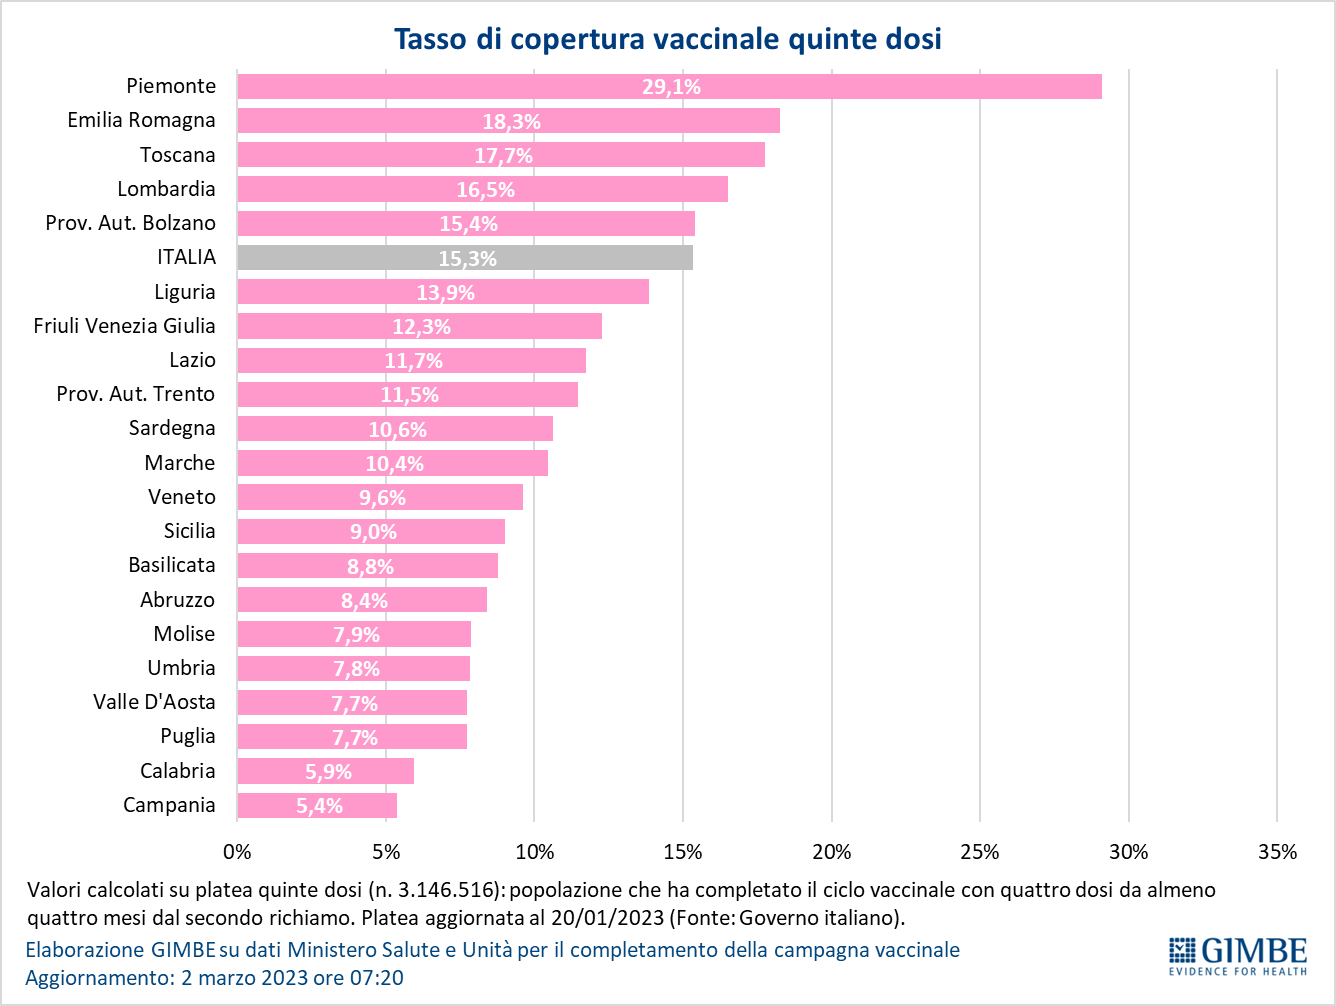 Tasso di copertura vaccinale quinte dosi
Piemonte 29,1%
Emilia Romagna 18,3%
Toscana 17,7%
Lombardia 16,5%
Prov. Aut. Bolzano 15,4%
ITALIA 15,3%
Liguria 13,9%
Friuli Venezia Giulia 12,3%
Lazio 11,7%
Prov. Aut. Trento 11,5%
Sardegna 10,6%
Marche 10,4%
Veneto 9,6%
Sicilia 9,0%
Basilicata 8,8%
Abruzzo 8,4%
Molise 7,9%
Umbria 7,8%
Valle D'Aosta 7,7%
Puglia 7,7%
Calabria 5,9%
Campania 5,4%
0% 5% 10% 15% 20% 25% 30% 35%
Valori calcolati su platea quinte dosi (n. 3.146.516): popolazione che ha completato il ciclo vaccinale con quattro dosi da almeno
quattro mesi dal secondo richiamo. Platea aggiornata al 20/01/2023 (Fonte: Governo italiano).
Elaborazione GIMBE su dati Ministero Salute e Unità per il completamento della campagna vaccinale
Aggiornamento: 2 marzo 2023 ore 07:20
GIMBE
EVIDENCE FOR HEALTH